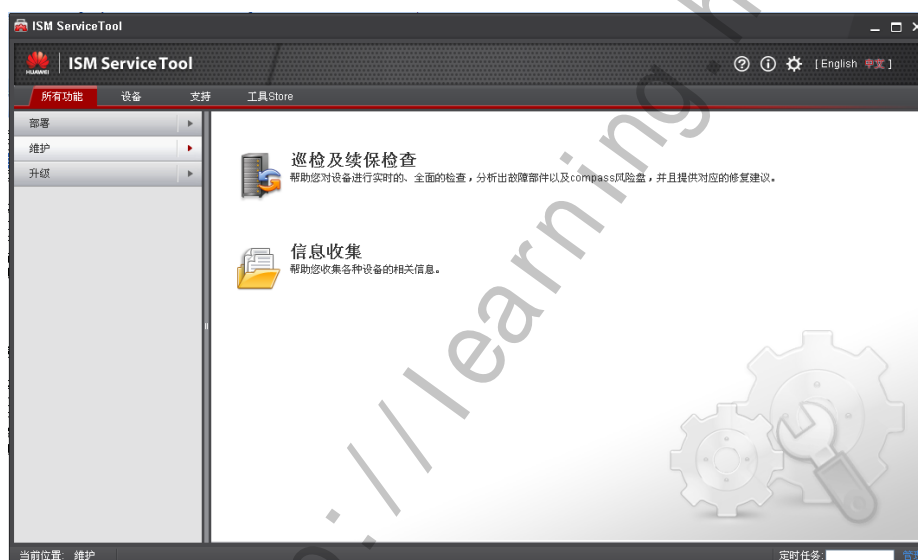 ISM ServiceTool
HUAWEI
ISM ServiceTool
[English 中文]
所有功能 设备 支持 工具Store
部署
维护
升级
巡检及续保检查
帮助您对设备进行实时的、全面的检查，分析出故障部件以及compass风险盘，并且提供对应的修复建议。
信息收集
帮助您收集各种设备的相关信息。
当前位置: 维护
定时任务:
://learning.h